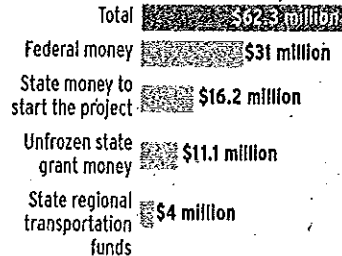 Total $62.3 million
Federal money $31 million
State money to
start the project $16.2 million
Unfrozen state
grant money $11.1 million
State regional
transportation
funds $4 million